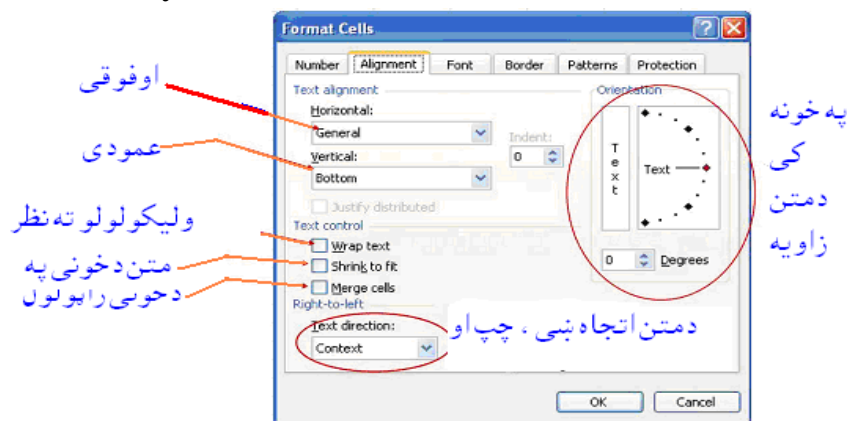 Format Cells
Number Alignment Font Border Patterns Protection
Text alignment
Orientation
Horizontal:
General
Indent:
0
Vertical:
Bottom
Justify distributed
Text
Text
0 Degrees
Text control
Wrap text
Shrink to fit
Merge cells
Right-to-left
Text direction:
Context
OK Cancel
اوفوقی
عمودی
ولیکولولو ته نظر
متن دخونی په
دخونی راټولول
دمتن اتجاه ښی ، چپ او
په خونه
کی
دمتن
زاویه